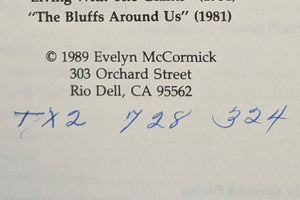 "The Bluffs Around Us" (1981)
© 1989 Evelyn McCormick
303 Orchard Street
Rio Dell, CA 95562
TX2 728 324